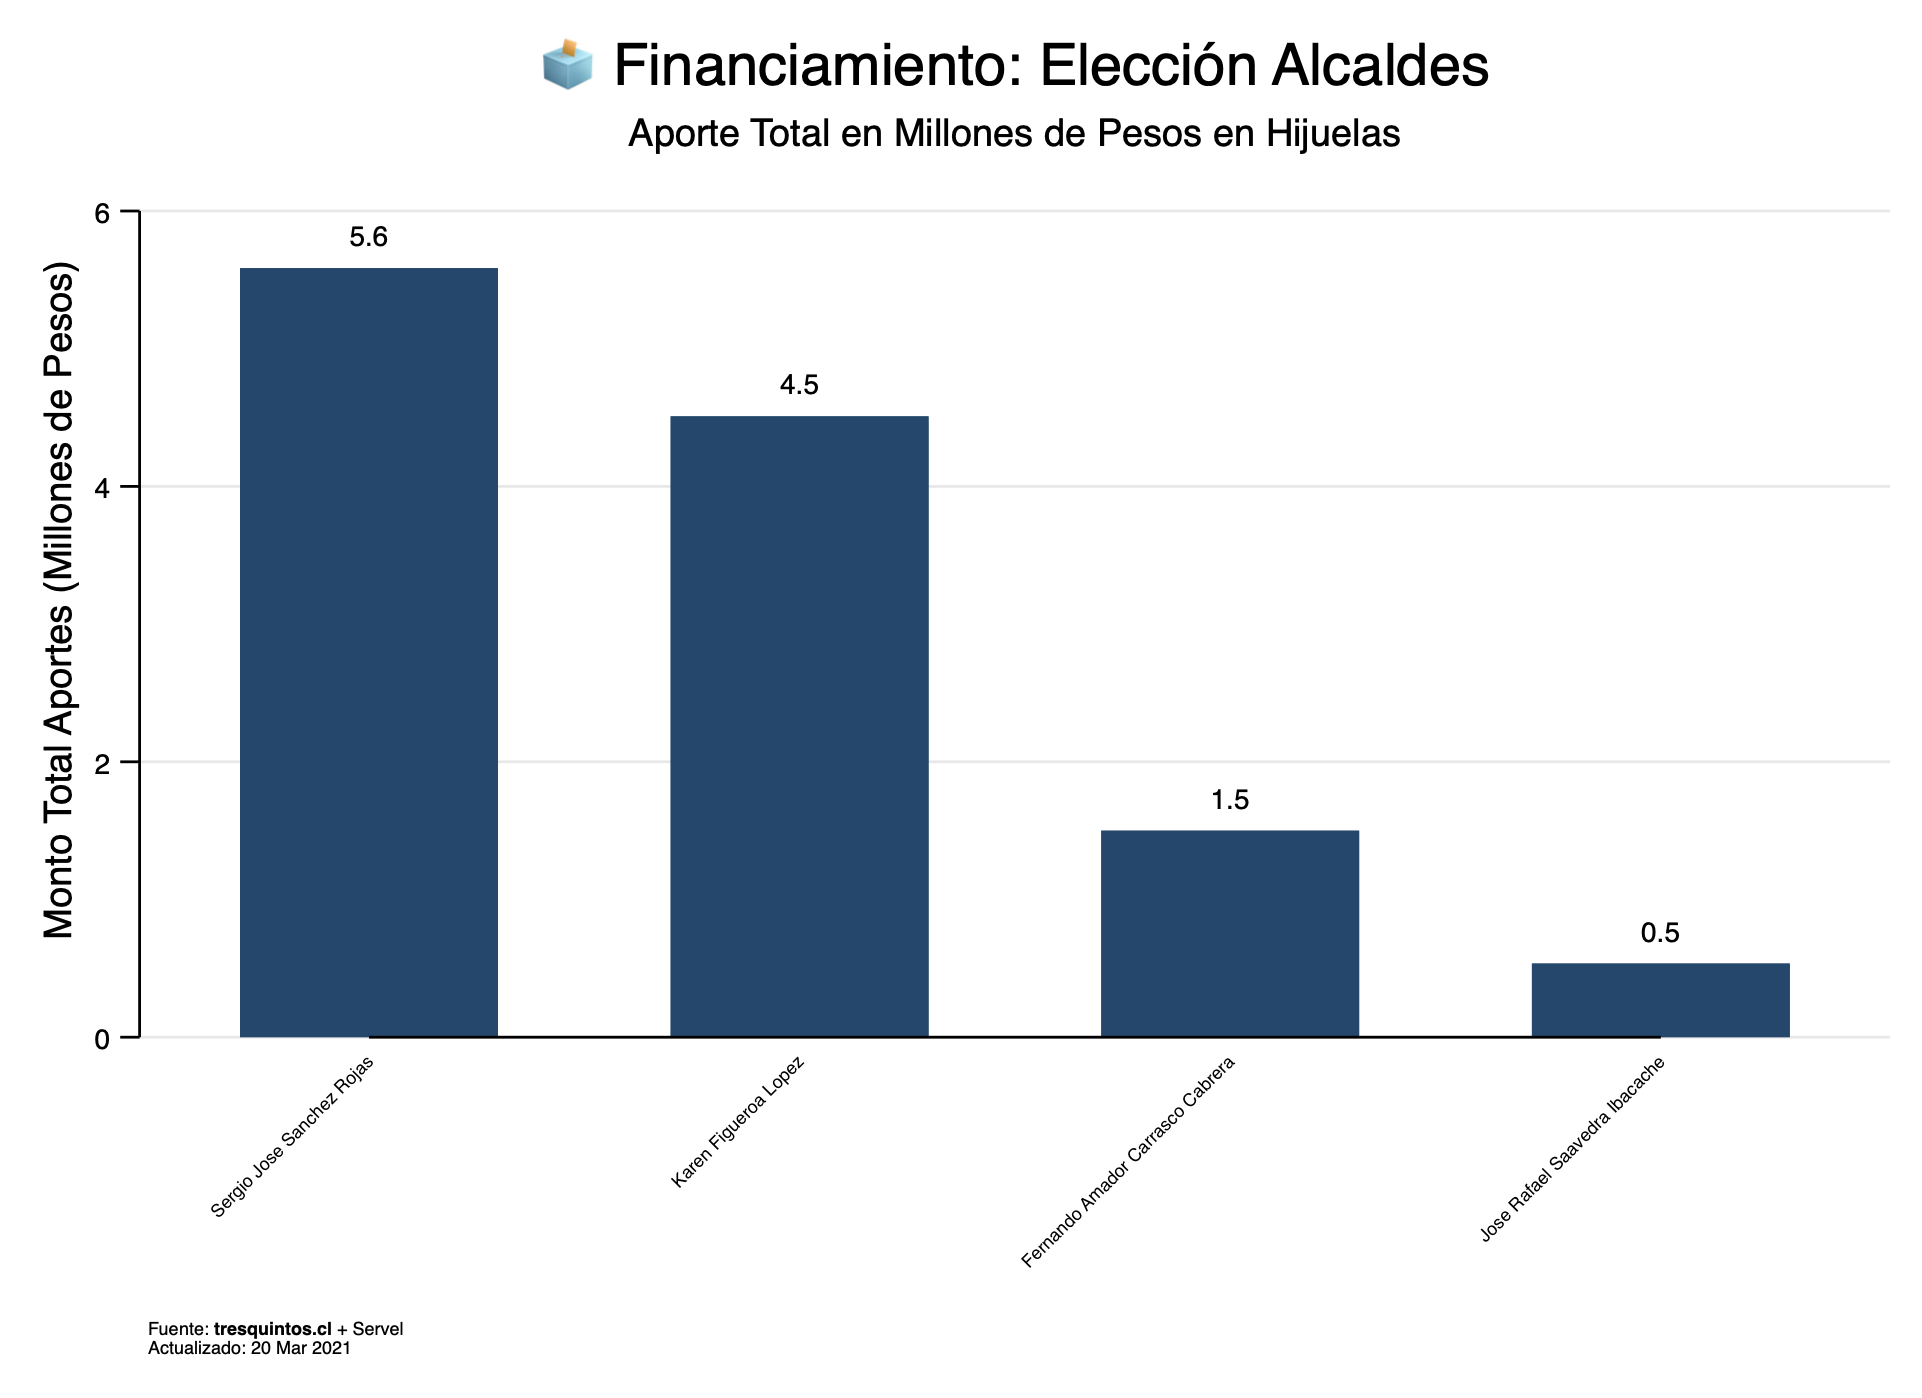 Financiamiento: Elección Alcaldes
Aporte Total en Millones de Pesos en Hijuelas
Monto Total Aportes (Millones de Pesos)
6
4
2
0
5.6
4.5
1.5
0.5
Sergio Jose Sanchez Rojas
Karen Figueroa Lopez
Fernando Amador Carrasco Cabrera
Jose Rafael Saavedra Ibacache
Fuente: tresquintos.cl + Servel
Actualizado: 20 Mar 2021